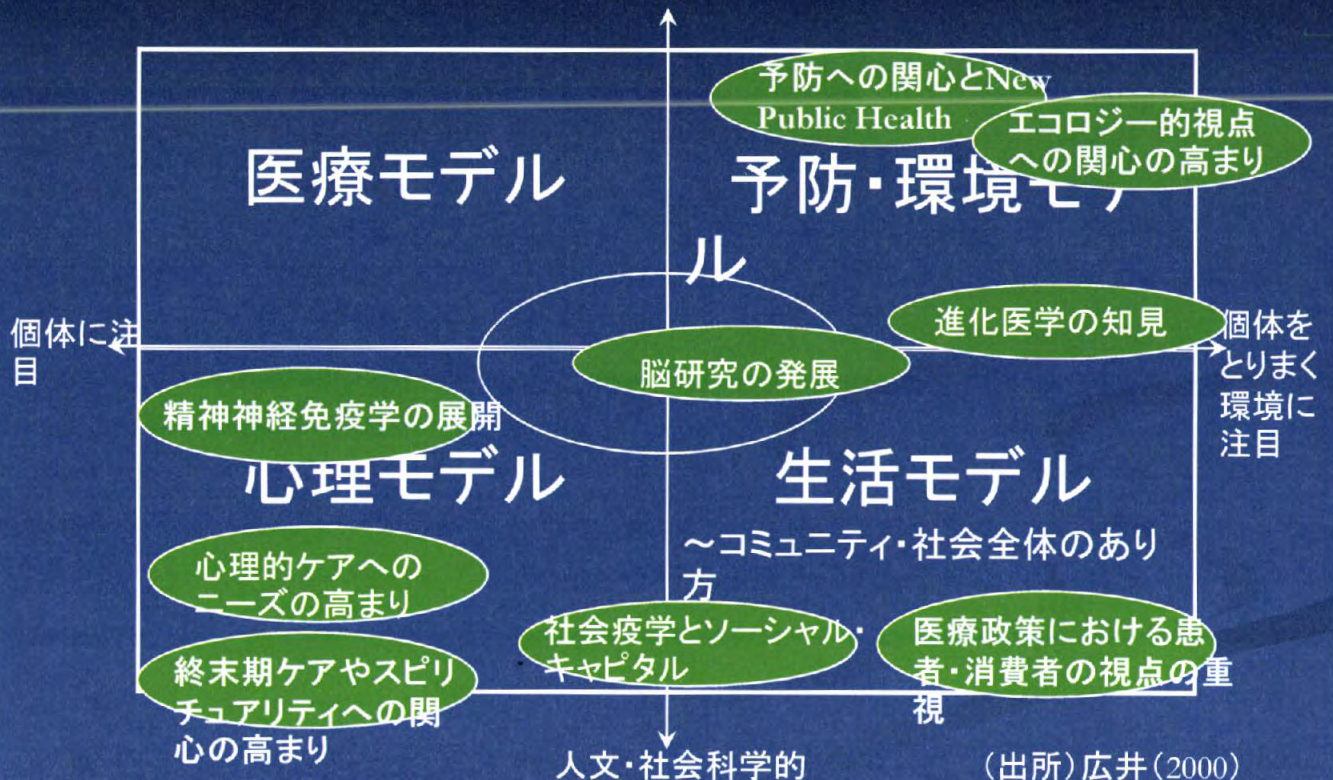 予防への関心とNew
Public Health
エコロジー的視点
への関心の高まり
医療モデル
予防・環境モデ
ル
進化医学の知見
個体に注
目
個体を
とりまく
環境に
注目
脳研究の発展
精神神経免疫学の展開
心理モデル
生活モデル
～コミュニティ・社会全体のあり
方
心理的ケアへの
ニーズの高まり
社会疫学とソーシャル・
キャピタル
医療政策における患
者・消費者の視点の重
視
終末期ケアやスピリ
チュアリティへの関
心の高まり
人文・社会科学的
（出所）広井（2000）